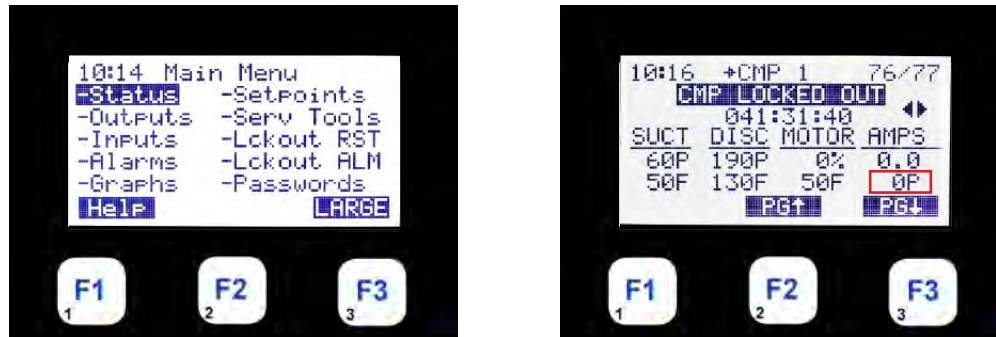 10:14 Main Menu
-Status -Setpoints
-Outputs -Serv Tools
-Inputs -Lckout RST
-Alarms -Lckout ALM
-Graphs -Passwords
Help LARGE
F1 F2 F3
1 2 3
10:16 →CMP 1 76/77
CMP LOCKED OUT
041:31:40 ◀▶
SUCT DISC MOTOR AMPS
60P 190P 0% 0.0
50F 130F 50F 0P
PG↑ PG↓
F1 F2 F3
1 2 3